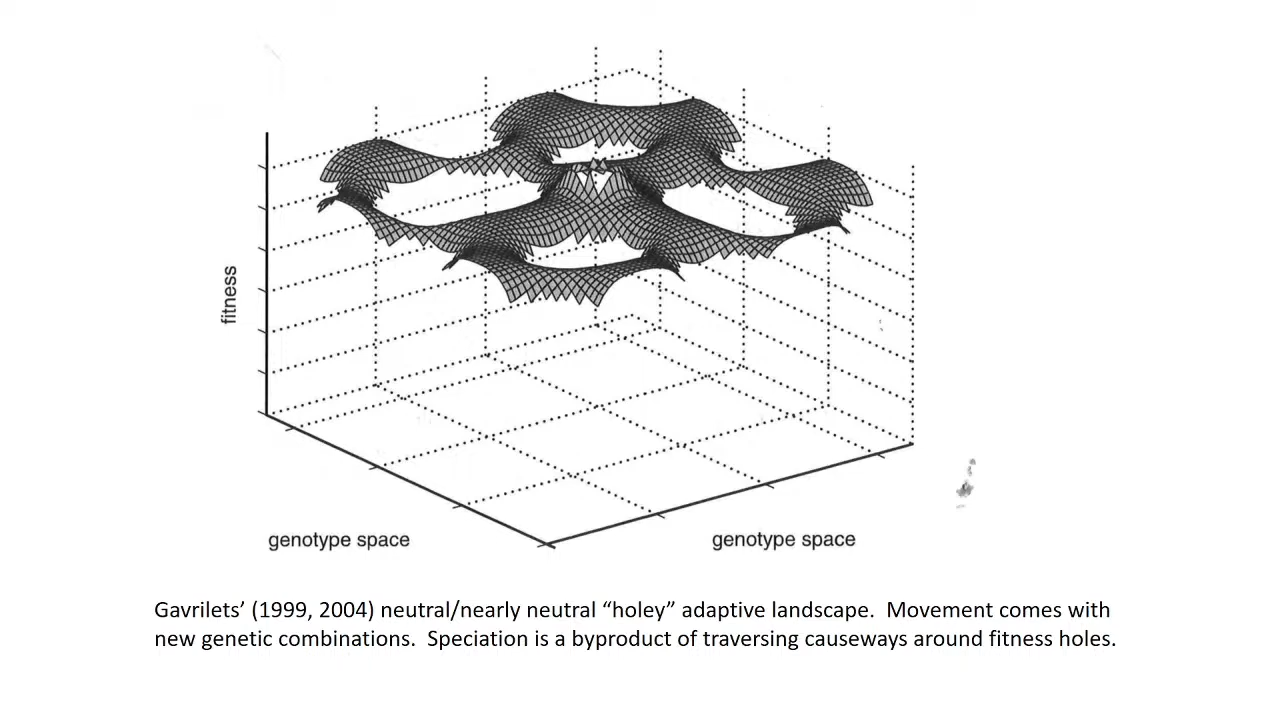 fitness
genotype space
genotype space
Gavrilets’ (1999, 2004) neutral/nearly neutral “holey” adaptive landscape.  Movement comes with
new genetic combinations.  Speciation is a byproduct of traversing causeways around fitness holes.